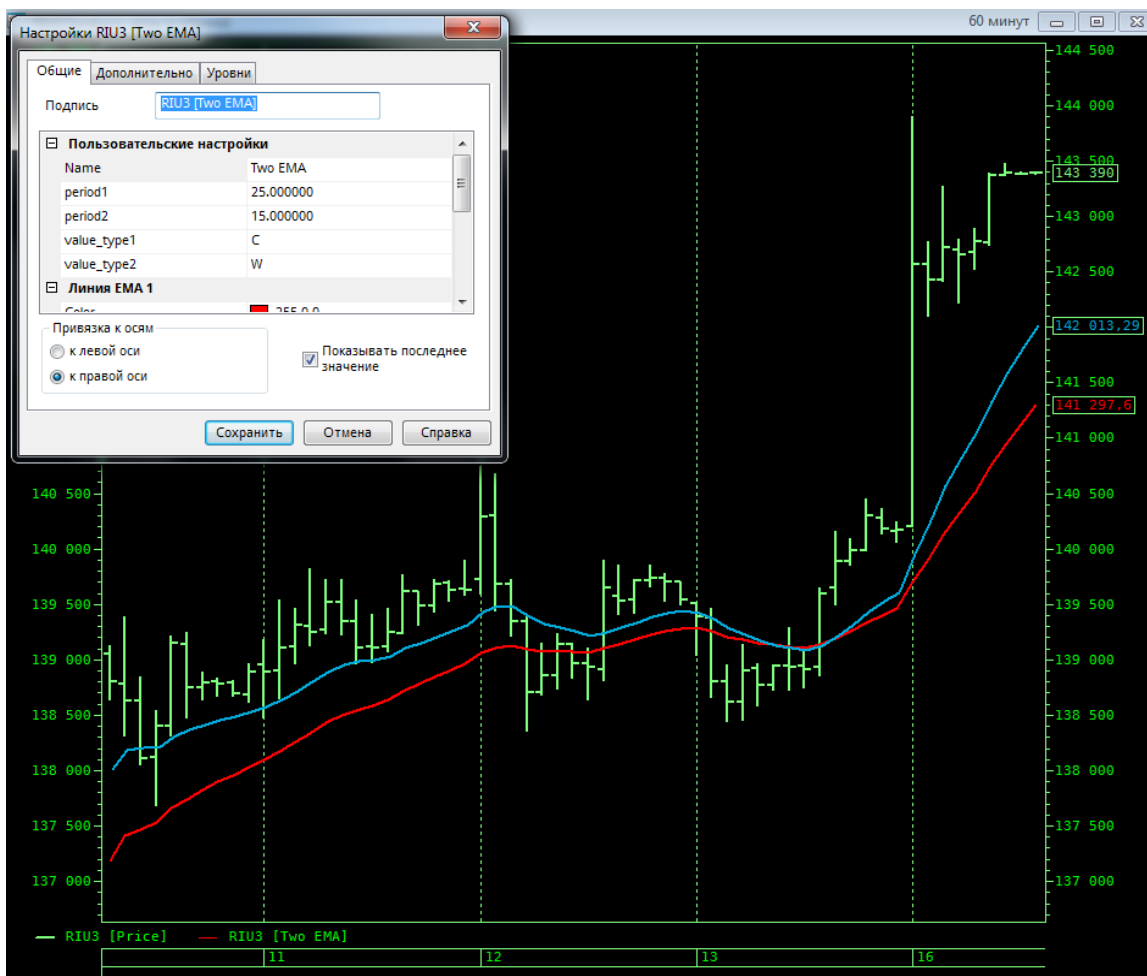 60 минут
Настройки RIU3 [Two EMA]
Общие
Дополнительно
Уровни
Подпись
RIU3 [Two EMA]
Пользовательские настройки
Name
Two EMA
period1
25.000000
period2
15.000000
value_type1
C
value_type2
W
Линия EMA 1
Color
255,0,0
Привязка к осям
к левой оси
к правой оси
Показывать последнее
значение
Сохранить
Отмена
Справка
144 500
144 000
143 500
143 390
143 000
142 500
142 013,29
141 500
141 297,6
141 000
140 500
140 500
140 000
140 000
139 500
139 500
139 000
139 000
138 500
138 500
138 000
138 000
137 500
137 500
137 000
137 000
RIU3 [Price]
RIU3 [Two EMA]
11
12
13
16